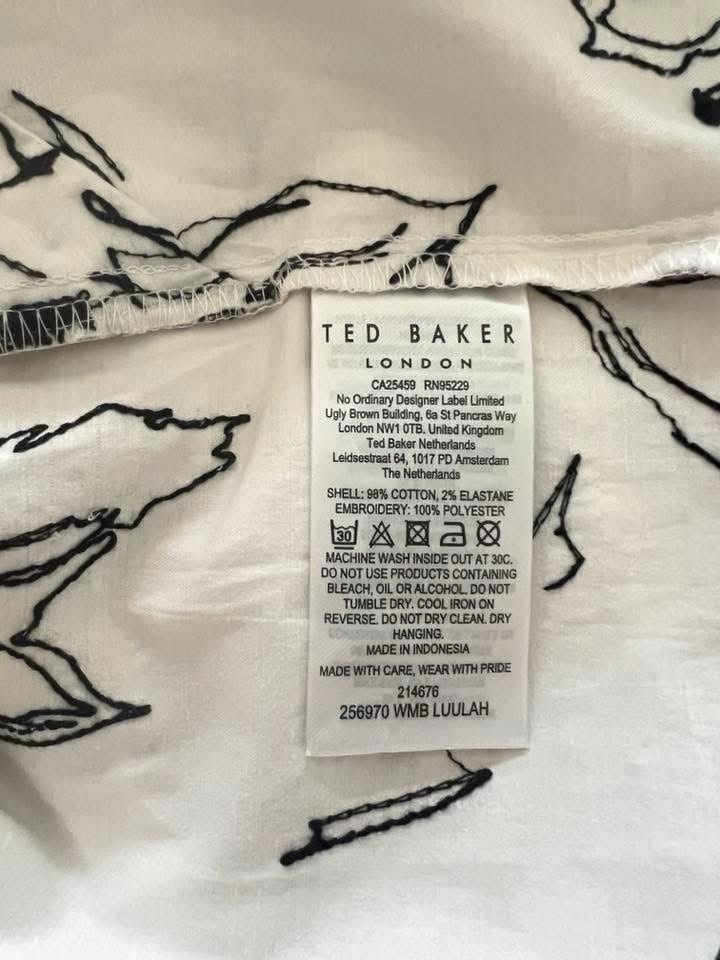 TED BAKER
LONDON
CA25459 RN95229
No Ordinary Designer Label Limited
Ugly Brown Building, 6a St Pancras Way
London NW1 0TB. United Kingdom
Ted Baker Netherlands
Leidsestraat 64, 1017 PD Amsterdam
The Netherlands
SHELL: 98% COTTON, 2% ELASTANE
EMBROIDERY: 100% POLYESTER
30
MACHINE WASH INSIDE OUT AT 30C.
DO NOT USE PRODUCTS CONTAINING
BLEACH, OIL OR ALCOHOL. DO NOT
TUMBLE DRY. COOL IRON ON
REVERSE. DO NOT DRY CLEAN. DRY
HANGING.
MADE IN INDONESIA
MADE WITH CARE, WEAR WITH PRIDE
214676
256970 WMB LUULAH